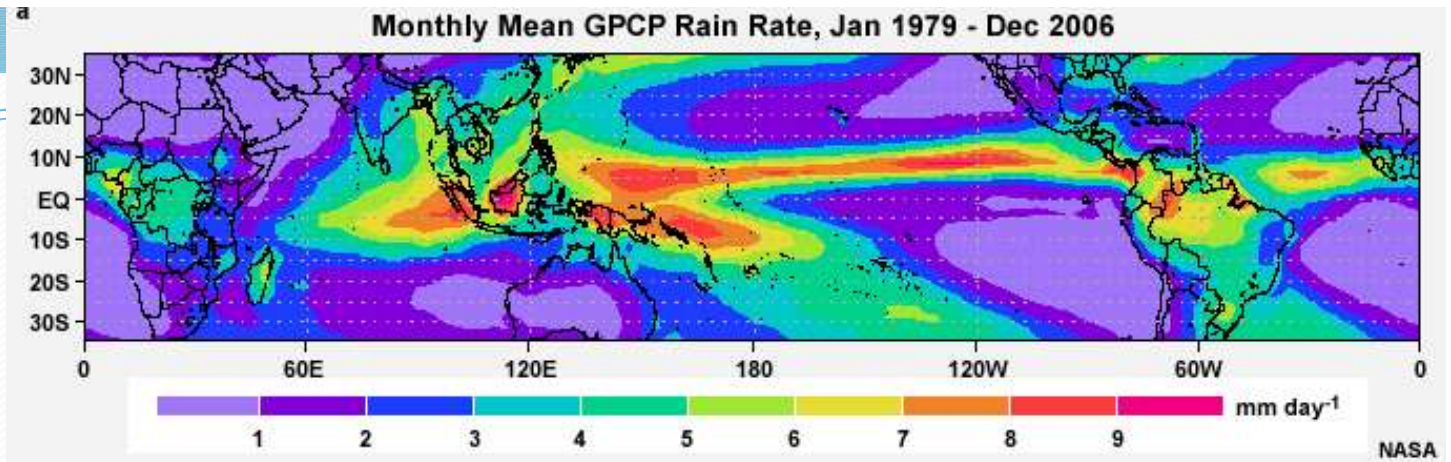 a
Monthly Mean GPCP Rain Rate, Jan 1979 - Dec 2006
30N
20N
10N
EQ
10S
20S
30S
0 60E 120E 180 120W 60W 0
mm day-1
1 2 3 4 5 6 7 8 9
NASA